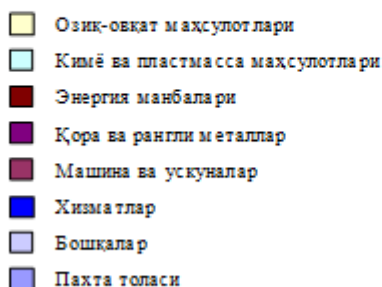 Озиқ-овқат маҳсулотлари
Кимё ва пластмасса маҳсулотлари
Энергия манбалари
Қора ва рангли металлар
Машина ва ускуналар
Хизматлар
Бошқалар
Пахта толаси